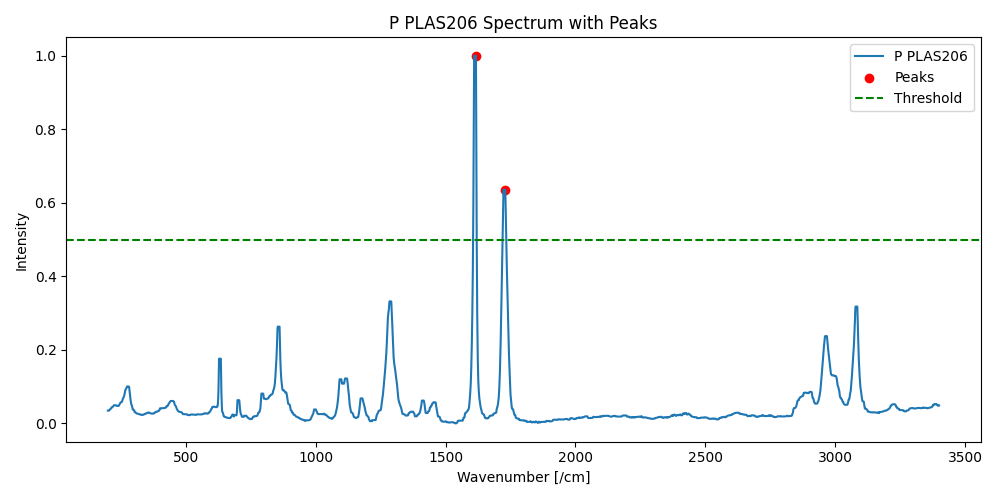 P PLAS206 Spectrum with Peaks
1.0
0.8
0.6
0.4
0.2
0.0
Intensity
P PLAS206
Peaks
Threshold
500 1000 1500 2000 2500 3000 3500
Wavenumber [/cm]